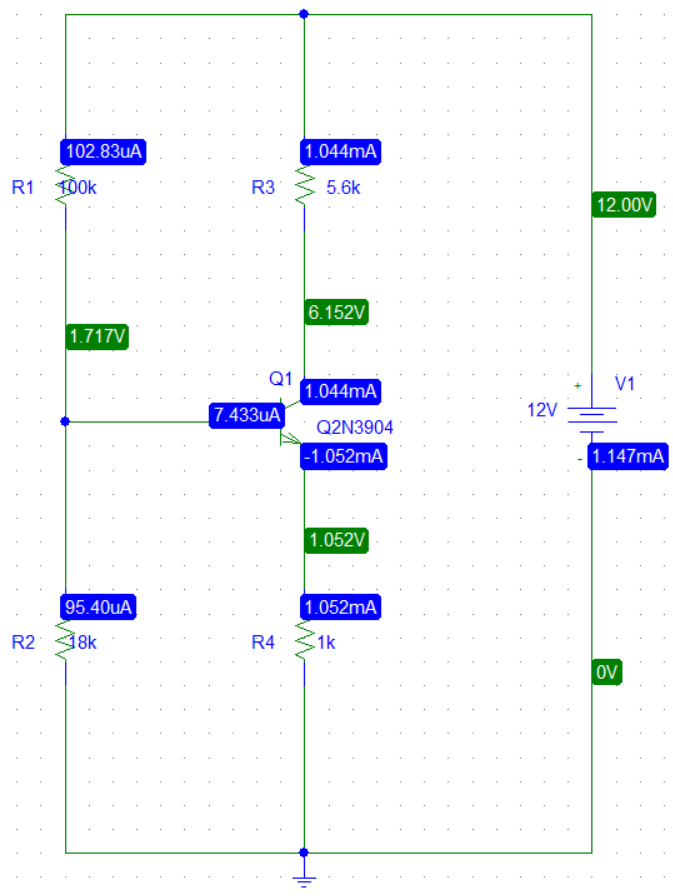 102.83uA
1.044mA
R1
100k
R3
5.6k
12.00V
6.152V
1.717V
Q1
1.044mA
+
V1
7.433uA
12V
Q2N3904
-1.052mA
-
1.147mA
1.052V
95.40uA
1.052mA
R2
18k
R4
1k
0V